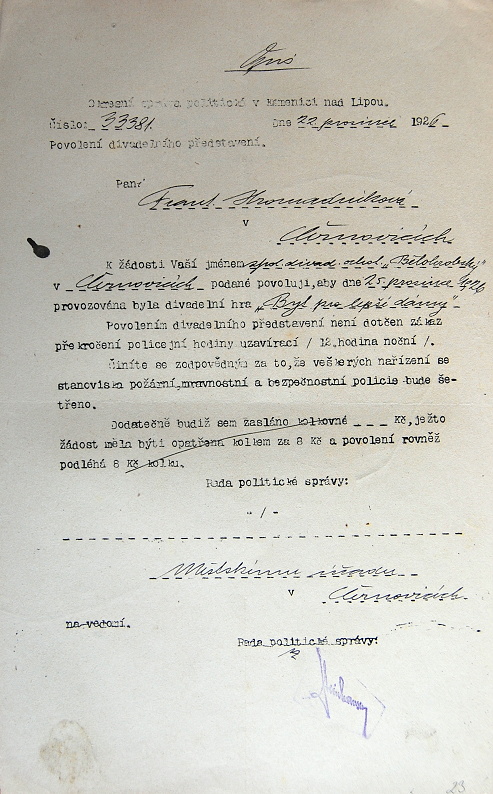 Opis
Okresní správa politická v Kamenici nad Lipou.
Číslo: 33381. Dne 22. prosince 1926
Povolení divadelního představení.
Paní
Frant. Hromadníková
v
Černovicích.
K žádosti Vaší jménem spol. divad. ochot. "
v Černovicích podané povoluji, aby dne 25. prosince 1926
provozována byla divadelní hra "Byt pro lepší dámy"
Povolením divadelního představení není dotčen zákaz
překročení policejní hodiny uzavírací / 12.hodina noční /.
Činíte se zodpovědným za to, že veškerých nařízení se
stanoviska požární, mravnostní a bezpečnostní policie bude še-
třeno.
Dodatečně budiž sem zasláno kolkovné _ _ _ Kč, ježto
žádost měla býti opatřena kolkem za 8 Kč a povolení rovněž
podléhá 8 Kč kolku.
Rada politické správy:
- / -
Městskému úřadu
v Černovicích.
na vědomí.
Rada politické správy:
23